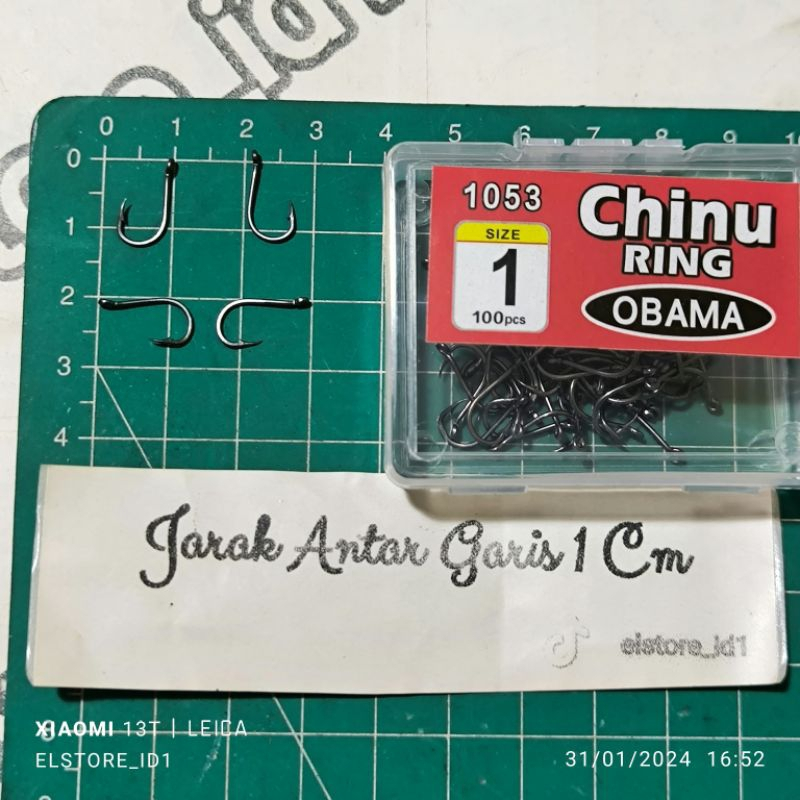 0 1 2 3 4 5 6 7 8 9 10
0
1
2
3
4
1053
SIZE
1
100pcs
Chinu
RING
OBAMA
Jarak Antar Garis 1 Cm
elstore_id1
XIAOMI 13T | LEICA
ELSTORE_ID1
31/01/2024 16:52